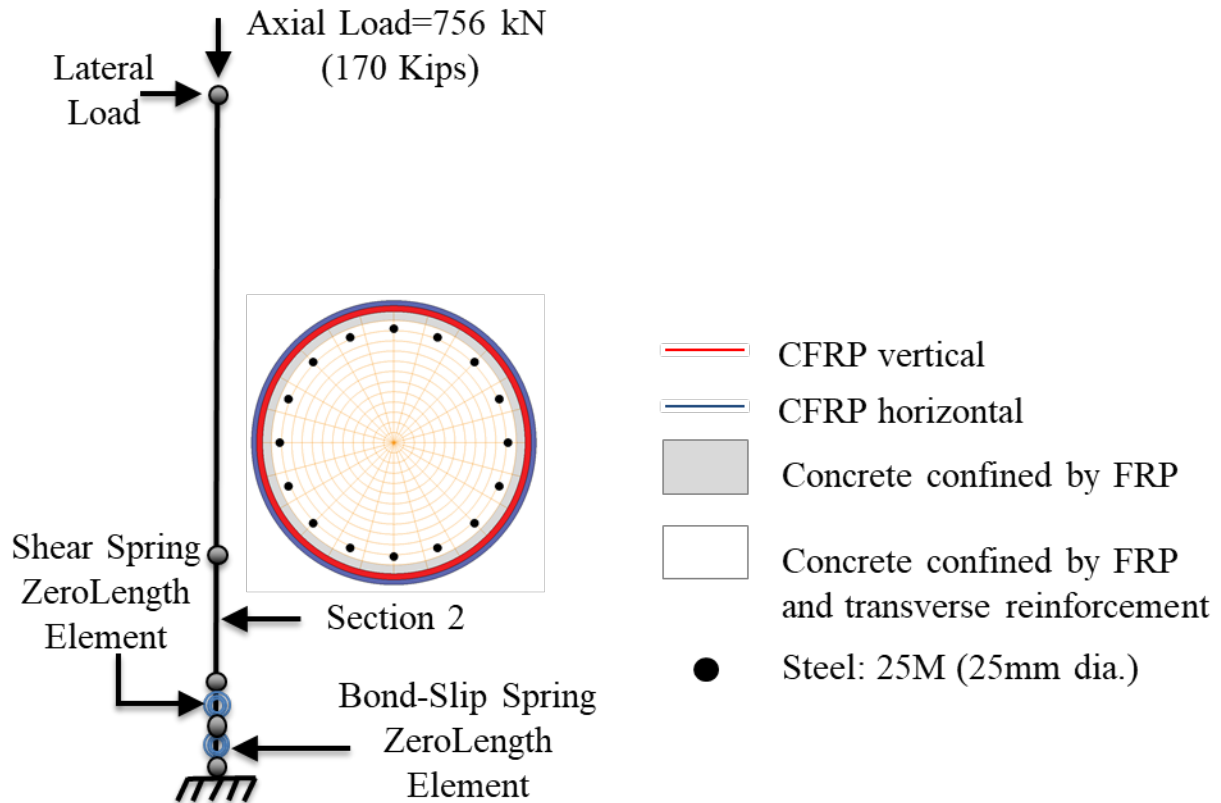 Axial Load=756 kN
(170 Kips)
Lateral
Load
Shear Spring
ZeroLength
Element
Section 2
Bond-Slip Spring
ZeroLength
Element
CFRP vertical
CFRP horizontal
Concrete confined by FRP
Concrete confined by FRP
and transverse reinforcement
Steel: 25M (25mm dia.)